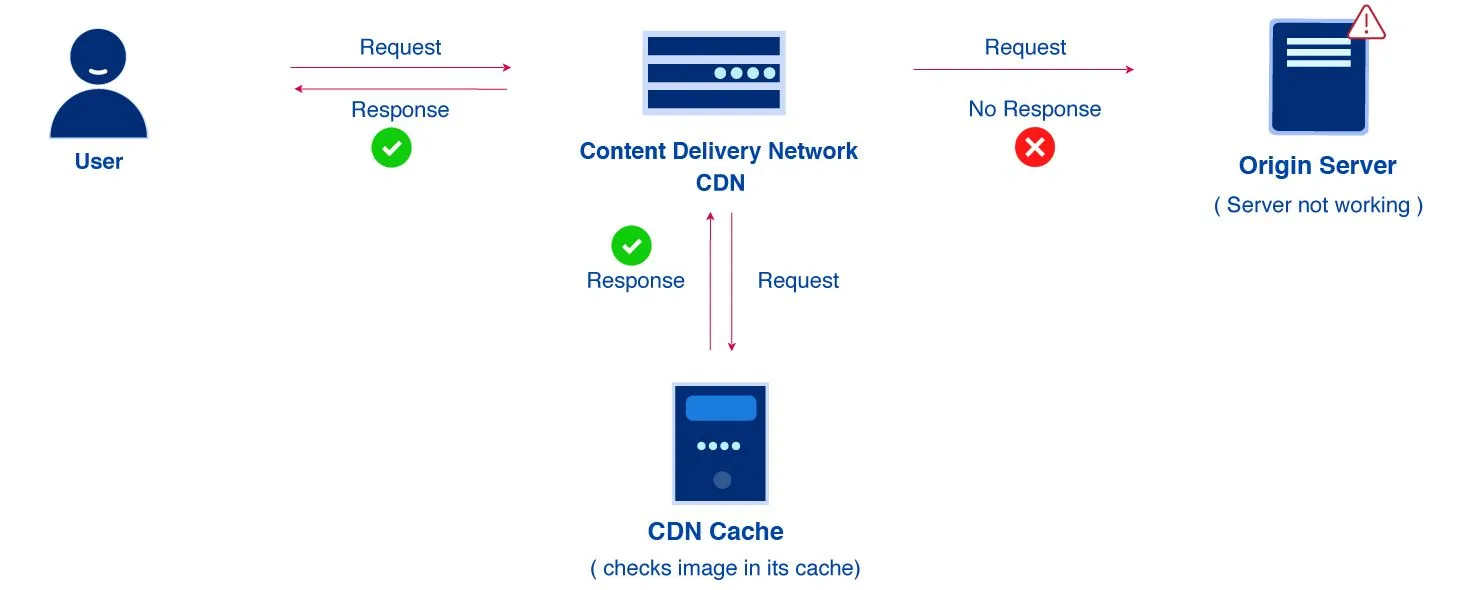 Request
Response
User
Content Delivery Network
CDN
Request
No Response
Origin Server
( Server not working )
Response
Request
CDN Cache
( checks image in its cache)